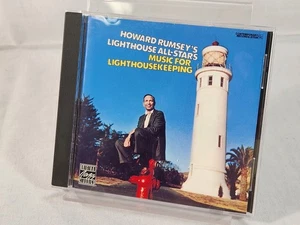 HOWARD RUMSEY'S
LIGHTHOUSE ALL-STARS
MUSIC FOR
LIGHTHOUSEKEEPING